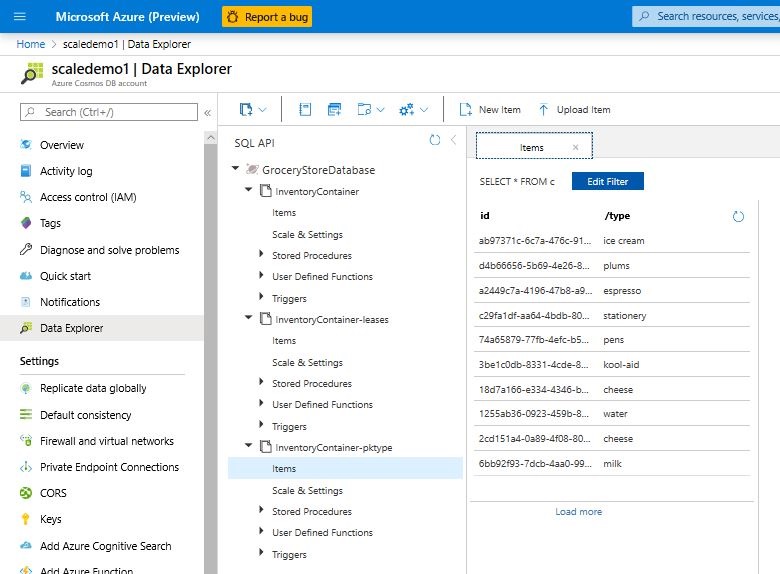 Microsoft Azure (Preview)
Report a bug
Search resources, services,
Home > scaledemo1 | Data Explorer
scaledemo1 | Data Explorer
Azure Cosmos DB account
Search (Ctrl+/)
Overview
Activity log
Access control (IAM)
Tags
Diagnose and solve problems
Quick start
Notifications
Data Explorer
Settings
Replicate data globally
Default consistency
Firewall and virtual networks
Private Endpoint Connections
CORS
Keys
Add Azure Cognitive Search
Add Azure Function
New Item
Upload Item
SQL API
GroceryStoreDatabase
InventoryContainer
Items
Scale & Settings
Stored Procedures
User Defined Functions
Triggers
InventoryContainer-leases
Items
Scale & Settings
Stored Procedures
User Defined Functions
Triggers
InventoryContainer-pktype
Items
Scale & Settings
Stored Procedures
User Defined Functions
Triggers
Items
SELECT * FROM c
Edit Filter
id /type
ab97371c-6c7a-476c-91... ice cream
d4b66656-5b69-4e26-8... plums
a2449c7a-4196-47b8-a9... espresso
c29fa1df-aa64-4bdb-80... stationery
74a65879-77fb-4efc-b5... pens
3be1c0db-8331-4cde-8... kool-aid
18d7a166-e334-4346-b... cheese
1255ab36-0923-459b-8... water
2cd151a4-0a89-4f08-80... cheese
6bb92f93-7dcb-4aa0-99... milk
Load more